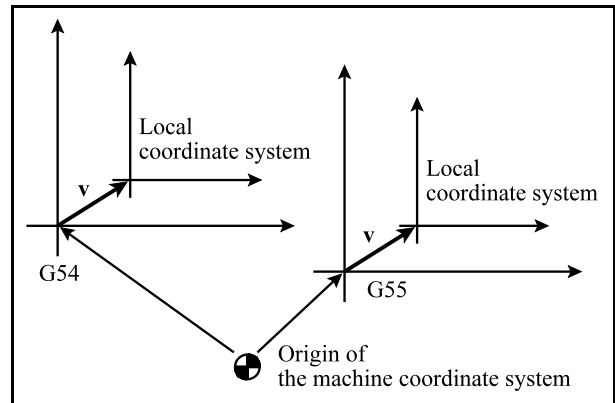 Local
coordinate system
v
G54
Local
coordinate system
v
G55
Origin of
the machine coordinate system